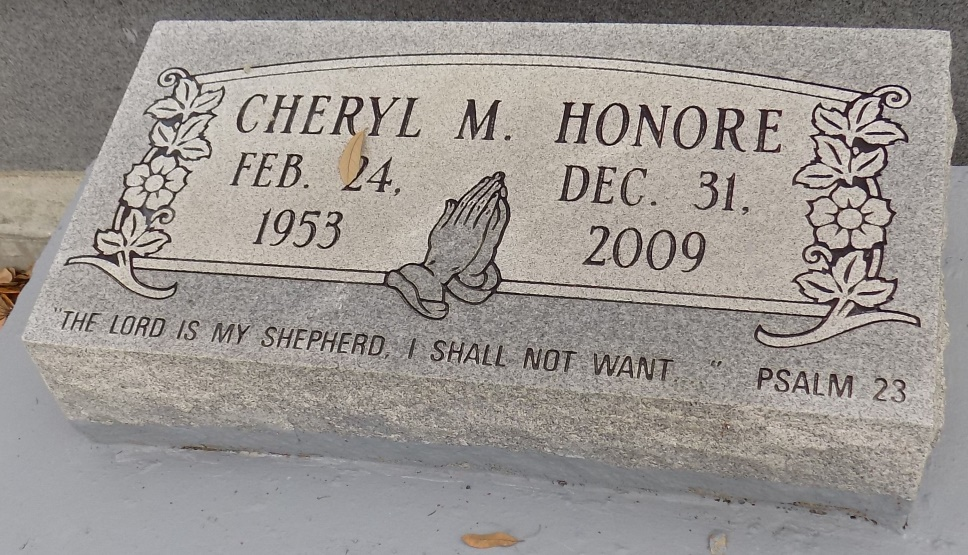 CHERYL M. HONORE
FEB. 24, DEC. 31,
1953 2009
"THE LORD IS MY SHEPHERD, I SHALL NOT WANT... " PSALM 23